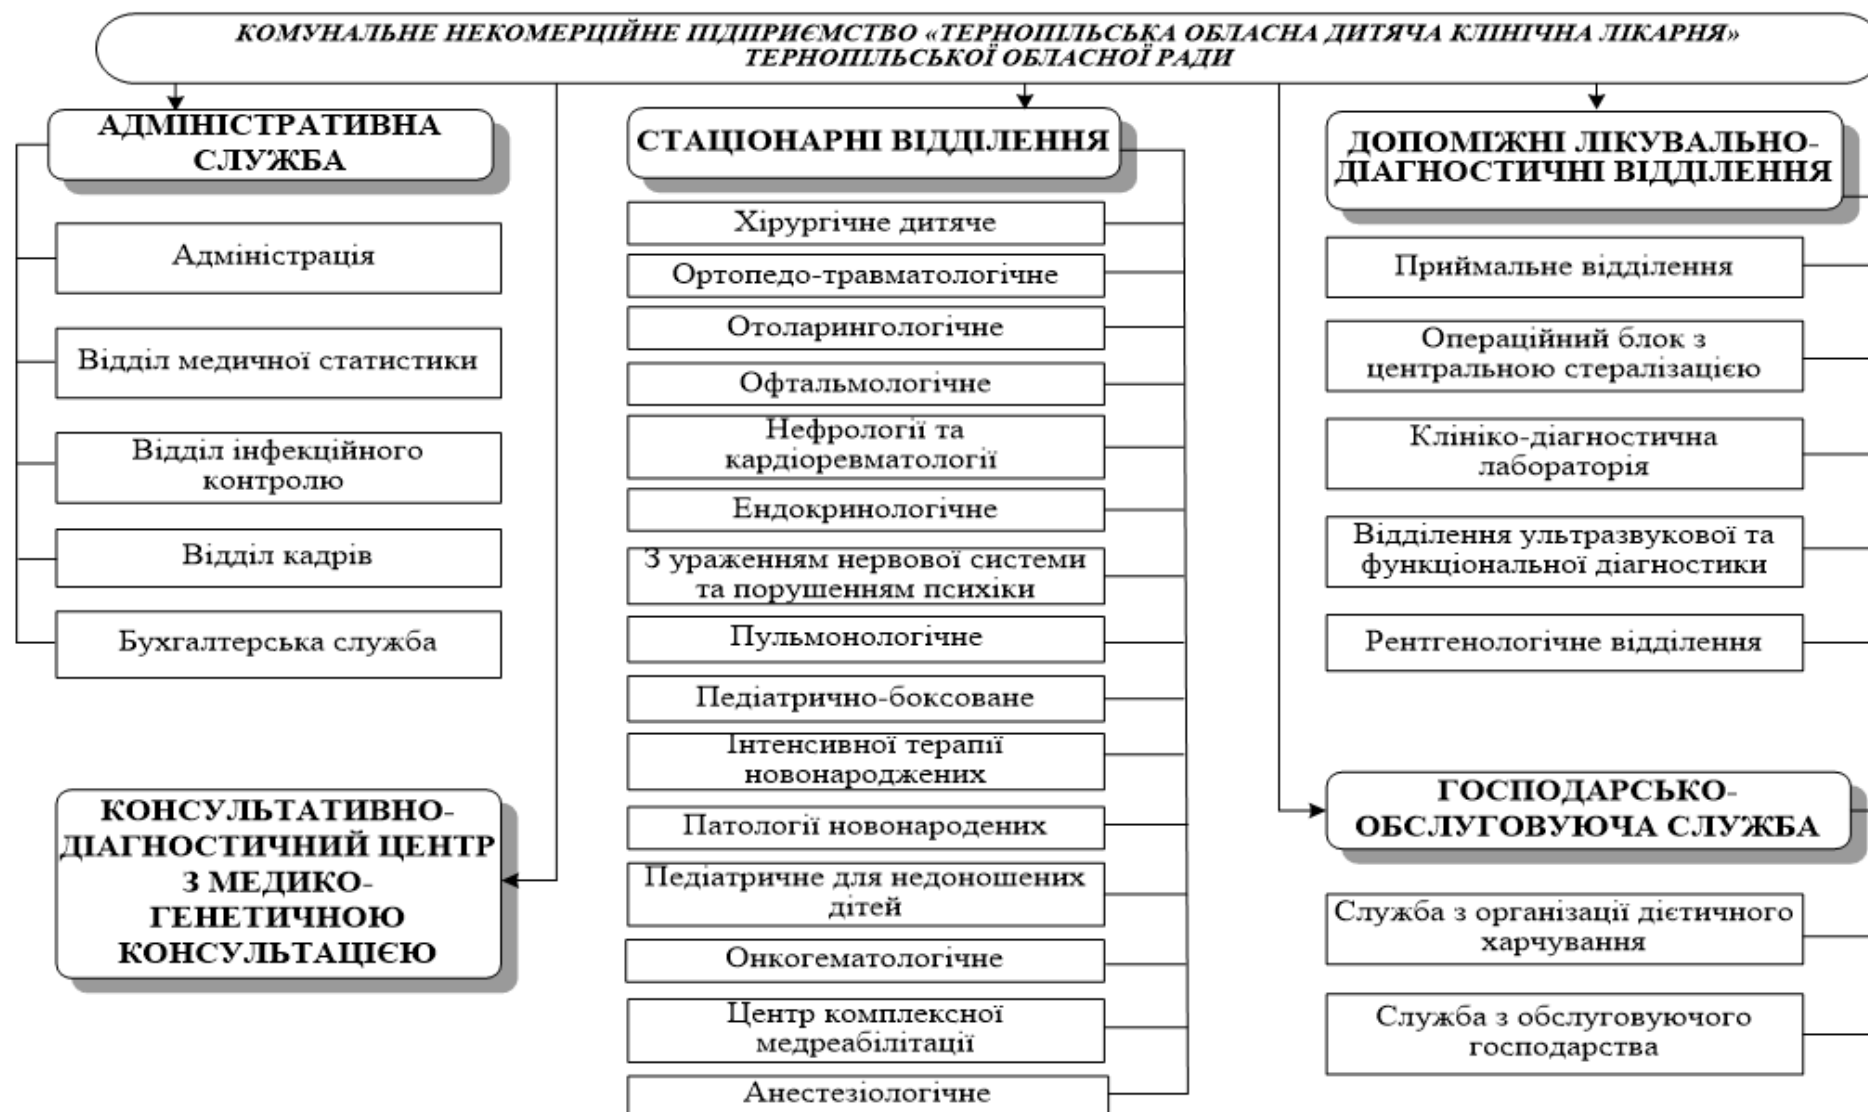 КОМУНАЛЬНЕ НЕКОМЕРЦІЙНЕ ПІДПРИЄМСТВО «ТЕРНОПІЛЬСЬКА ОБЛАСНА ДИТЯЧА КЛІНІЧНА ЛІКАРНЯ»
ТЕРНОПІЛЬСЬКОЇ ОБЛАСНОЇ РАДИ
АДМІНІСТРАТИВНА
СЛУЖБА
Адміністрація
Відділ медичної статистики
Відділ інфекційного
контролю
Відділ кадрів
Бухгалтерська служба
КОНСУЛЬТАТИВНО-
ДІАГНОСТИЧНИЙ ЦЕНТР
З МЕДИКО-
ГЕНЕТИЧНОЮ
КОНСУЛЬТАЦІЄЮ
СТАЦІОНАРНІ ВІДДІЛЕННЯ
Хірургічне дитяче
Ортопедо-травматологічне
Отоларингологічне
Офтальмологічне
Нефрології та
кардіоревматології
Ендокринологічне
З ураженням нервової системи
та порушенням психіки
Пульмонологічне
Педіатрично-боксоване
Інтенсивної терапії
новонароджених
Патології новонародених
Педіатричне для недоношених
дітей
Онкогематологічне
Центр комплексної
медреабілітації
Анестезіологічне
ДОПОМІЖНІ ЛІКУВАЛЬНО-
ДІАГНОСТИЧНІ ВІДДІЛЕННЯ
Приймальне відділення
Операційний блок з
центральною стералізацією
Клініко-діагностична
лабораторія
Відділення ультразвукової та
функціональної діагностики
Рентгенологічне відділення
ГОСПОДАРСЬКО-
ОБСЛУГОВУЮЧА СЛУЖБА
Служба з організації дієтичного
харчування
Служба з обслуговуючого
господарства